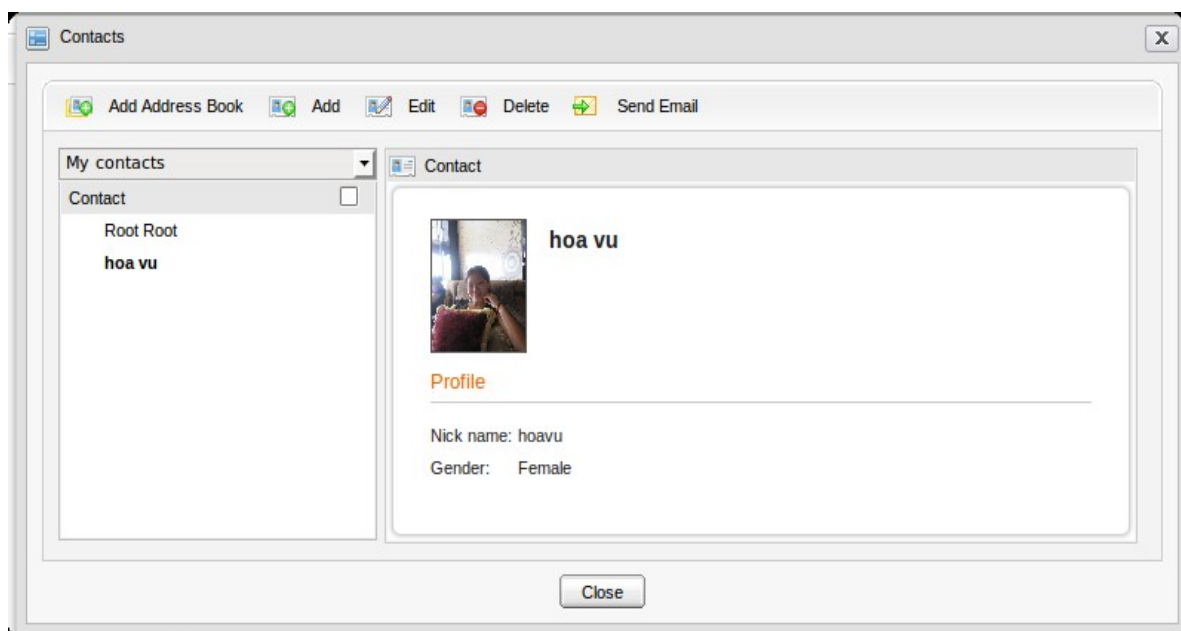 Contacts X
Add Address Book Add Edit Delete Send Email
My contacts
Contact
Root Root
hoa vu
Contact
hoa vu
Profile
Nick name: hoavu
Gender: Female
Close